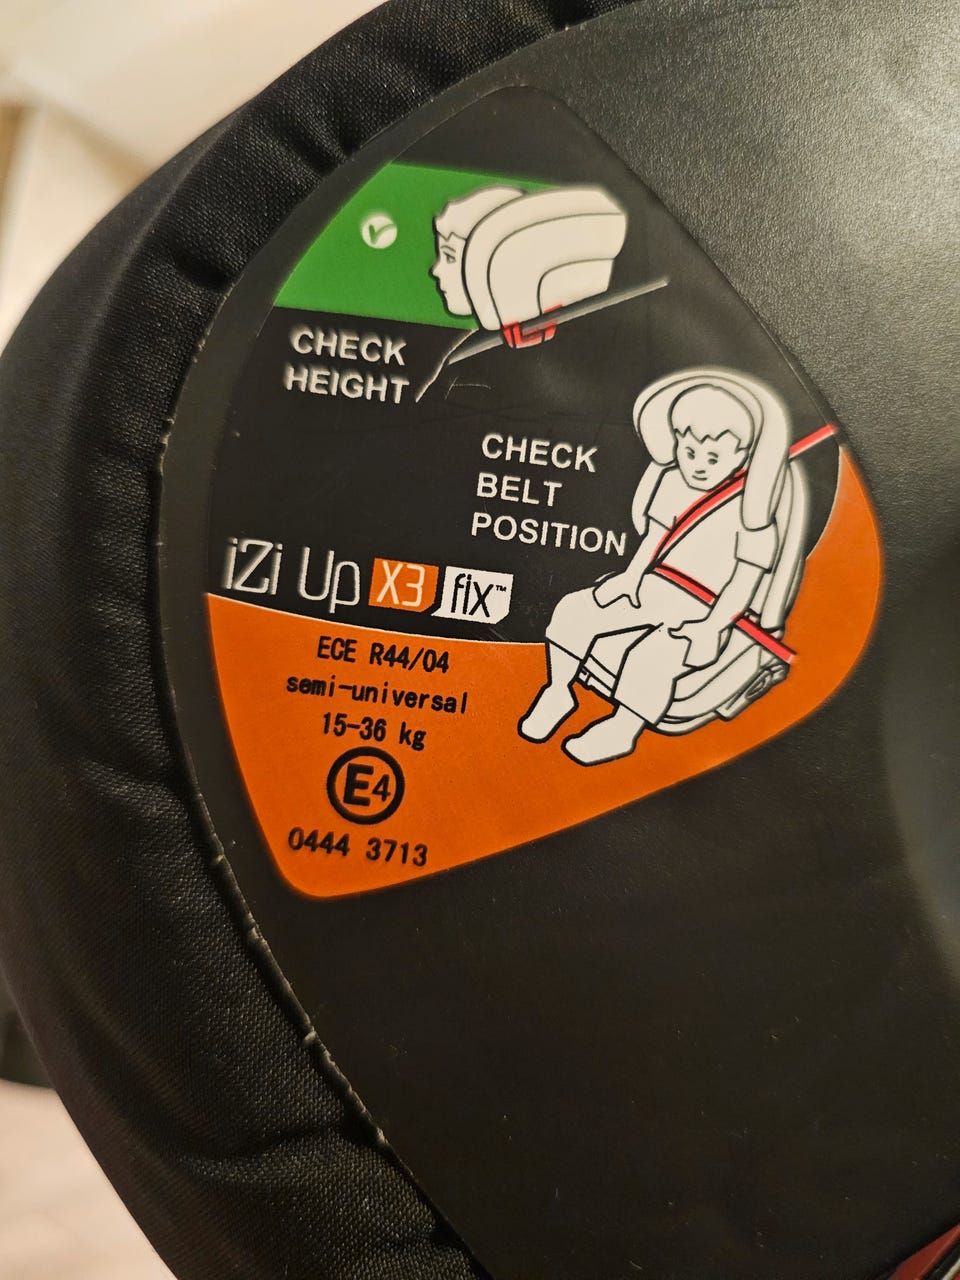 CHECK
HEIGHT
CHECK
BELT
POSITION
iZi Up X3 fix™
ECE R44/04
semi-universal
15-36 kg
E4
0444 3713